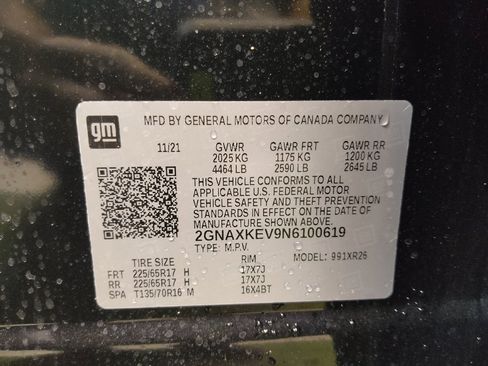 gm
MFD BY GENERAL MOTORS OF CANADA COMPANY
11/21 GVWR GAWR FRT GAWR RR
2025 KG 1175 KG 1200 KG
4464 LB 2590 LB 2645 LB
THIS VEHICLE CONFORMS TO ALL
APPLICABLE U.S. FEDERAL MOTOR
VEHICLE SAFETY AND THEFT PREVENTION
STANDARDS IN EFFECT ON THE DATE OF
MANUFACTURE SHOWN ABOVE.
2GNAXKEV9N6100619
TYPE: M.P.V. MODEL: 991XR26
TIRE SIZE RIM
FRT 225/65R17 H 17X7J
RR 225/65R17 H 17X7J
SPA T135/70R16 M 16X4BT